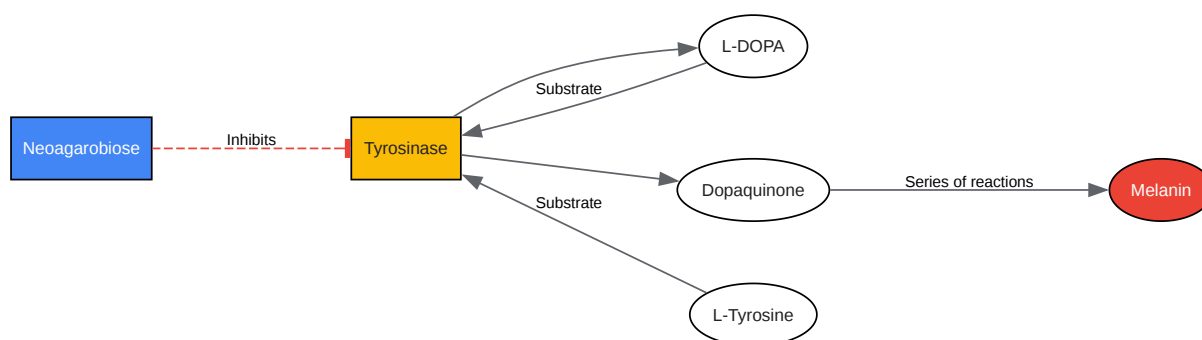 L-DOPA
Substrate
Inhibits
Neoagarobiose
Tyrosinase
Series of reactions
Dopaquinone
Melanin
Substrate
L-Tyrosine